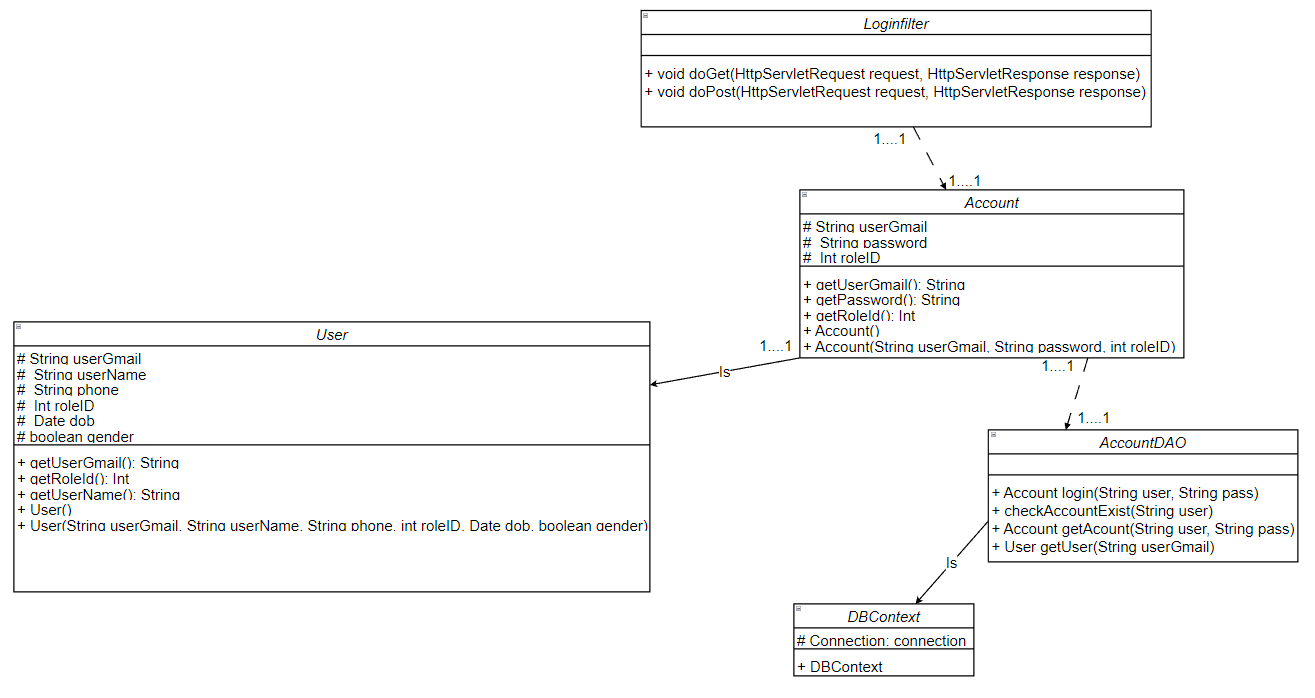 Loginfilter
+ void doGet(HttpServletRequest request, HttpServletResponse response)
+ void doPost(HttpServletRequest request, HttpServletResponse response)
1....1
1....1
Account
# String userGmail
# String password
# Int roleID
+ getUserGmail(): String
+ getPassword(): String
+ getRoleId(): Int
+ Account()
+ Account(String userGmail, String password, int roleID)
1....1
Is
1....1
1....1
User
# String userGmail
# String userName
# String phone
# Int roleID
# Date dob
# boolean gender
+ getUserGmail(): String
+ getRoleId(): Int
+ getUserName(): String
+ User()
+ User(String userGmail, String userName, String phone, int roleID, Date dob, boolean gender)
AccountDAO
+ Account login(String user, String pass)
+ checkAccountExist(String user)
+ Account getAcount(String user, String pass)
+ User getUser(String userGmail)
Is
DBContext
# Connection: connection
+ DBContext